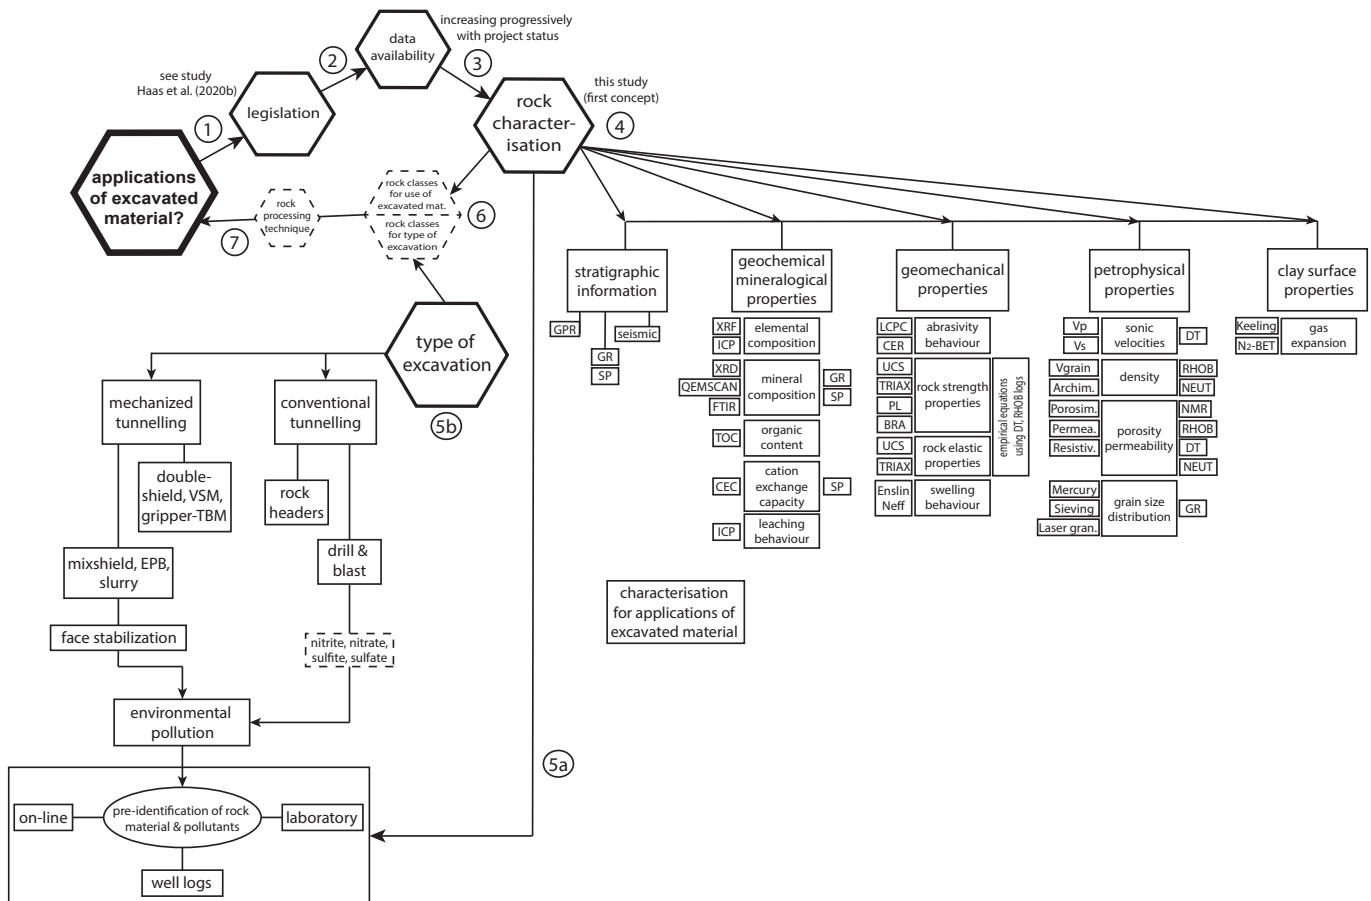 increasing progressively
with project status
data
availability
2
3
see study
Haas et al. (2020b)
legislation
1
rock
character-
isation
this study
(first concept)
4
applications
of excavated
material?
rock
processing
technique
7
rock classes
for use of
excavated mat.
rock classes
for type of
excavation
6
type of
excavation
5b
mechanized
tunnelling
conventional
tunnelling
double-
shield, VSM,
gripper-TBM
rock
headers
mixshield, EPB,
slurry
drill &
blast
face stabilization
nitrite, nitrate,
sulfite, sulfate
environmental
pollution
5a
on-line
pre-identification of rock
material & pollutants
laboratory
well logs
stratigraphic
information
GPR
seismic
GR
SP
geochemical
mineralogical
properties
XRF
ICP
elemental
composition
XRD
QEMSCAN
FTIR
mineral
composition
GR
SP
TOC
organic
content
CEC
cation
exchange
capacity
SP
ICP
leaching
behaviour
geomechanical
properties
LCPC
CER
abrasivity
behaviour
UCS
TRIAX
PL
BRA
rock strength
properties
UCS
TRIAX
rock elastic
properties
empirical equations
using DT, RHOB logs
Enslin
Neff
swelling
behaviour
petrophysical
properties
Vp
Vs
sonic
velocities
DT
Vgrain
Archim.
density
RHOB
NEUT
Porosim.
Permea.
Resistiv.
porosity
permeability
NMR
RHOB
DT
NEUT
Mercury
Sieving
Laser gran.
grain size
distribution
GR
clay surface
properties
Keeling
N2-BET
gas
expansion
characterisation
for applications of
excavated material